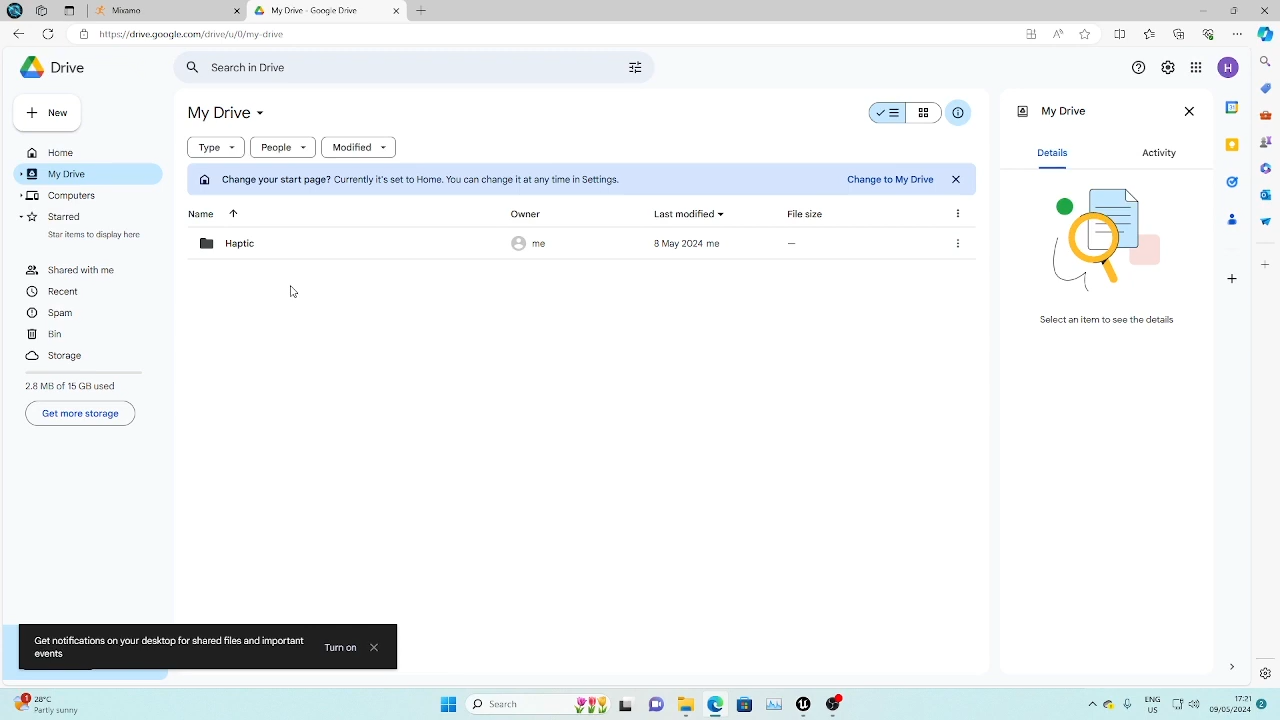 Mixamo
My Drive - Google Drive
https://drive.google.com/drive/u/0/my-drive
Drive
Search in Drive
H
New
Home
My Drive
Computers
Starred
Star items to display here
Shared with me
Recent
Spam
Bin
Storage
2.8 MB of 15 GB used
Get more storage
My Drive
Type
People
Modified
Change your start page? Currently it's set to Home. You can change it at any time in Settings.
Change to My Drive
Name
Owner
Last modified
File size
Haptic
me
8 May 2024 me
—
My Drive
Details
Activity
Select an item to see the details
31
Get notifications on your desktop for shared files and important
events
Turn on
1
28°C
Partly sunny
Search
ENG
US
17:21
09/05/2024
2